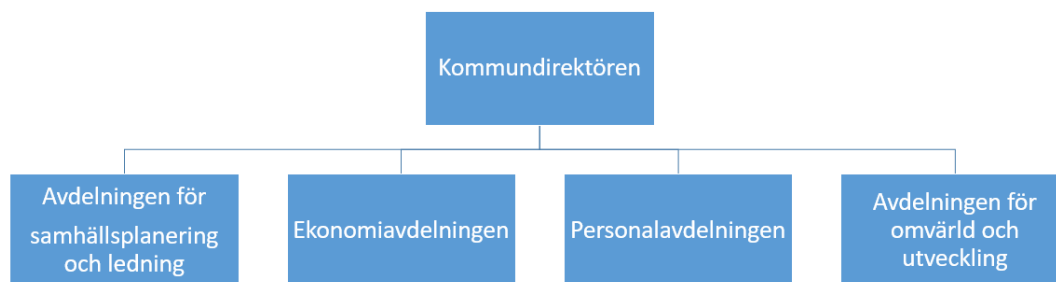 Kommundirektören
Avdelningen för
samhällsplanering
och ledning
Ekonomiavdelningen
Personalavdelningen
Avdelningen för
omvärld och
utveckling